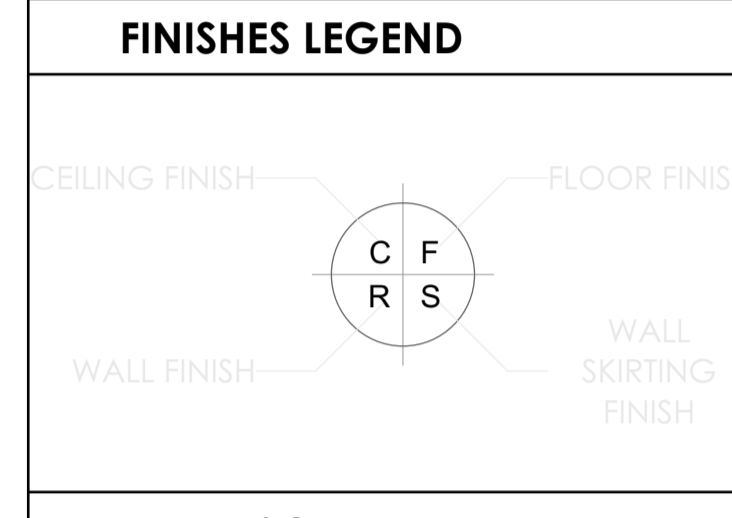 FINISHES LEGEND
CEILING FINISH
FLOOR FINIS
C F
R S
WALL FINISH
WALL
SKIRTING
FINISH